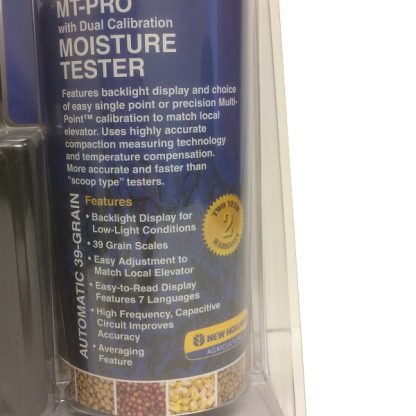 MT-PRO
with Dual Calibration
MOISTURE
TESTER
Features backlight display and choice
of easy single point or precision Multi-
Point™ calibration to match local
elevator. Uses highly accurate
compaction measuring technology
and temperature compensation.
More accurate and faster than
"scoop type" testers.
AUTOMATIC 39-GRAIN
Features
• Backlight Display for
Low-Light Conditions
• 39 Grain Scales
• Easy Adjustment to
Match Local Elevator
• Easy-to-Read Display
Features 7 Languages
• High Frequency, Capacitive
Circuit Improves
Accuracy
• Averaging
Feature
TWO YEAR
2
WARRANTY
NEW HOLLAND
AGRICULTURE